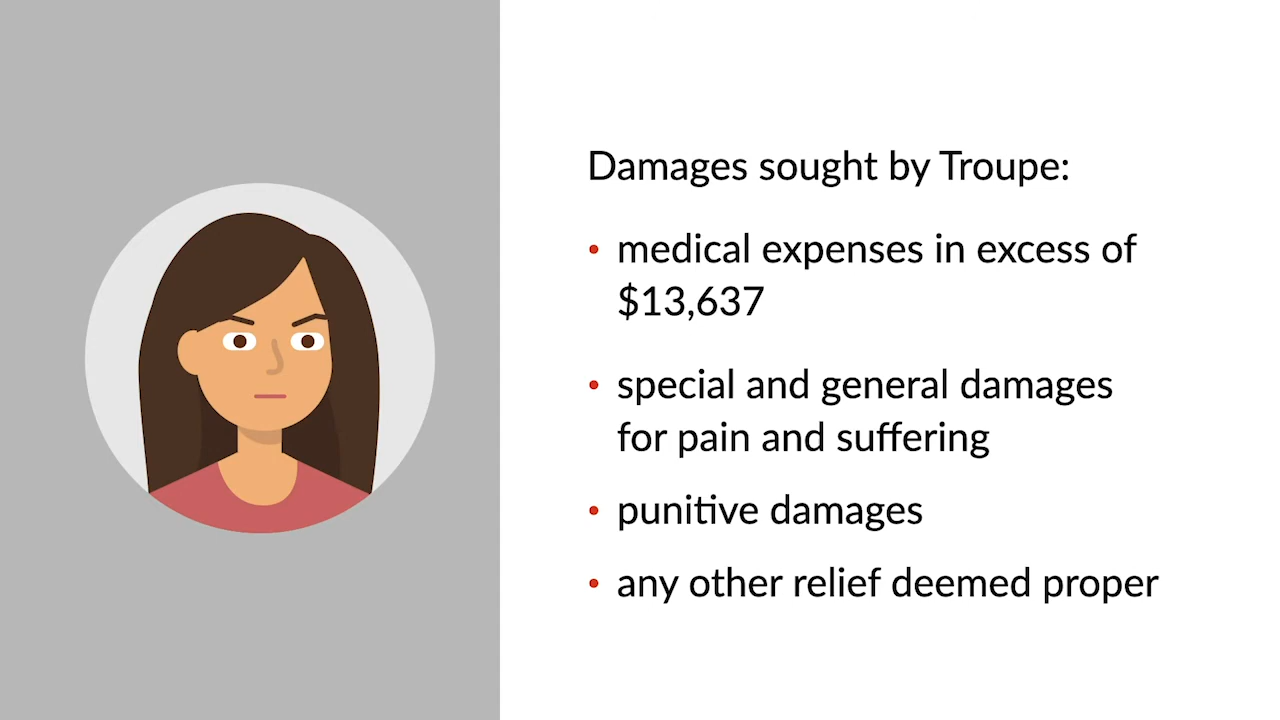 Damages sought by Troupe:
• medical expenses in excess of
$13,637
• special and general damages
for pain and suffering
• punitive damages
• any other relief deemed proper